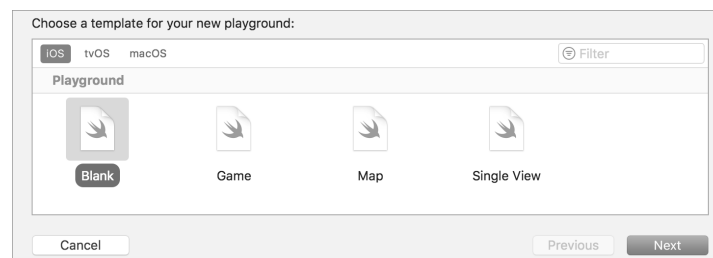 Choose a template for your new playground:
iOS tvOS macOS Filter
Playground
Blank Game Map Single View
Cancel Previous Next